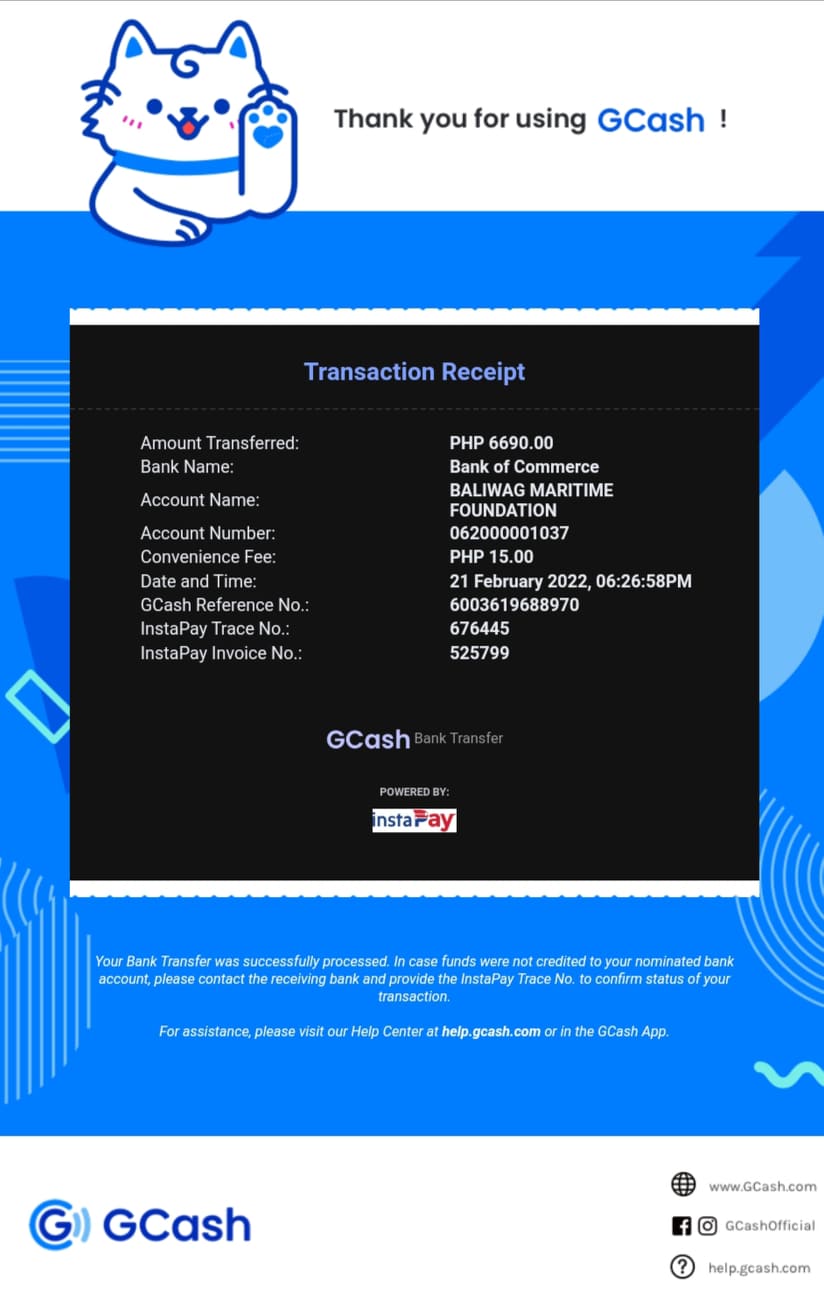 Thank you for using GCash !
Transaction Receipt
Amount Transferred: PHP 6690.00
Bank Name: Bank of Commerce
Account Name: BALIWAG MARITIME
FOUNDATION
Account Number: 062000001037
Convenience Fee: PHP 15.00
Date and Time: 21 February 2022, 06:26:58PM
GCash Reference No.: 6003619688970
InstaPay Trace No.: 676445
InstaPay Invoice No.: 525799
GCash Bank Transfer
POWERED BY:
instaPay
Your Bank Transfer was successfully processed. In case funds were not credited to your nominated bank
account, please contact the receiving bank and provide the InstaPay Trace No. to confirm status of your
transaction.
For assistance, please visit our Help Center at help.gcash.com or in the GCash App.
GCash
www.GCash.com
GCashOfficial
help.gcash.com